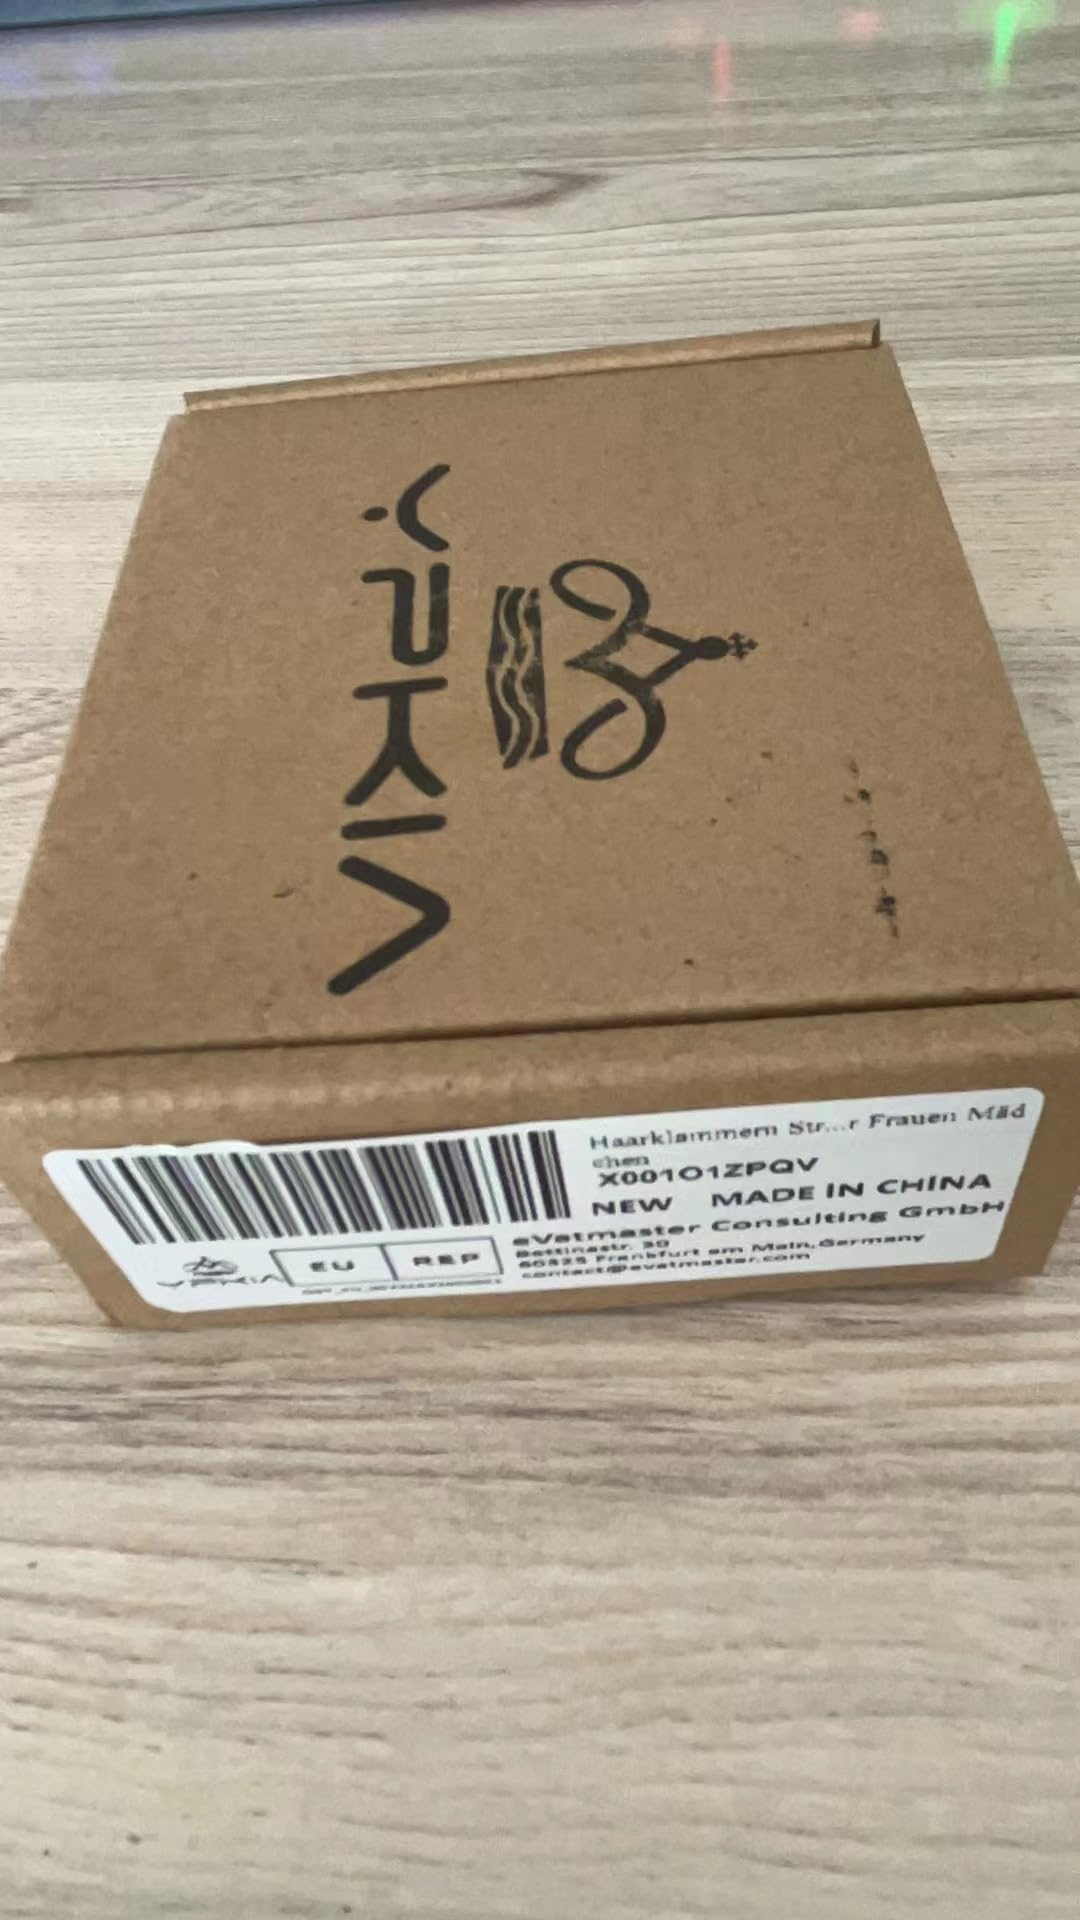 Haarklammern Str...r Frauen Mäd
chen
X001O1ZPQV
NEW MADE IN CHINA
eVatmaster Consulting GmbH
Bettinastr. 30
60325 Frankfurt am Main, Germany
contact@evatmaster.com
EU REP